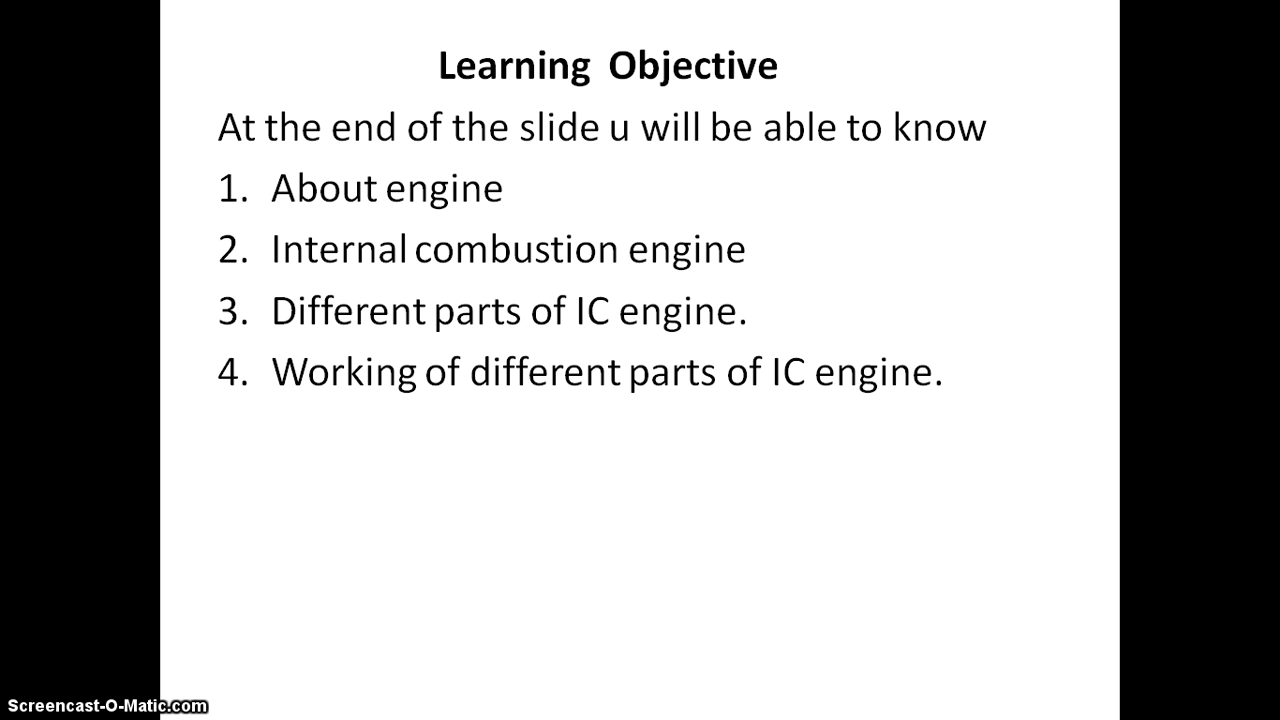 Learning Objective
At the end of the slide u will be able to know
1. About engine
2. Internal combustion engine
3. Different parts of IC engine.
4. Working of different parts of IC engine.
Screencast-O-Matic.com